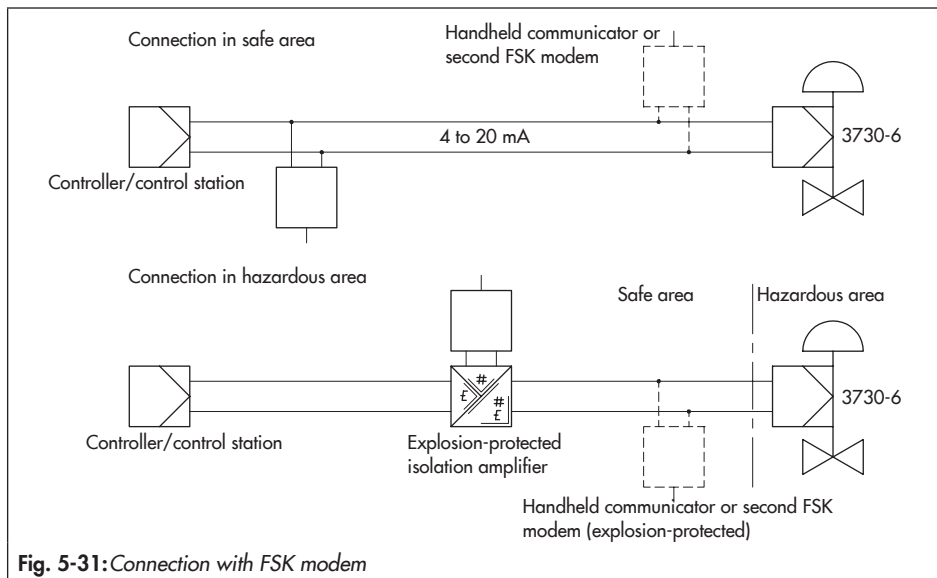 Connection in safe area
Handheld communicator or
second FSK modem
4 to 20 mA
3730-6
Controller/control station
Connection in hazardous area
Safe area
Hazardous area
#
£
#
£
3730-6
Controller/control station
Explosion-protected
isolation amplifier
Handheld communicator or second FSK
modem (explosion-protected)
Fig. 5-31: Connection with FSK modem